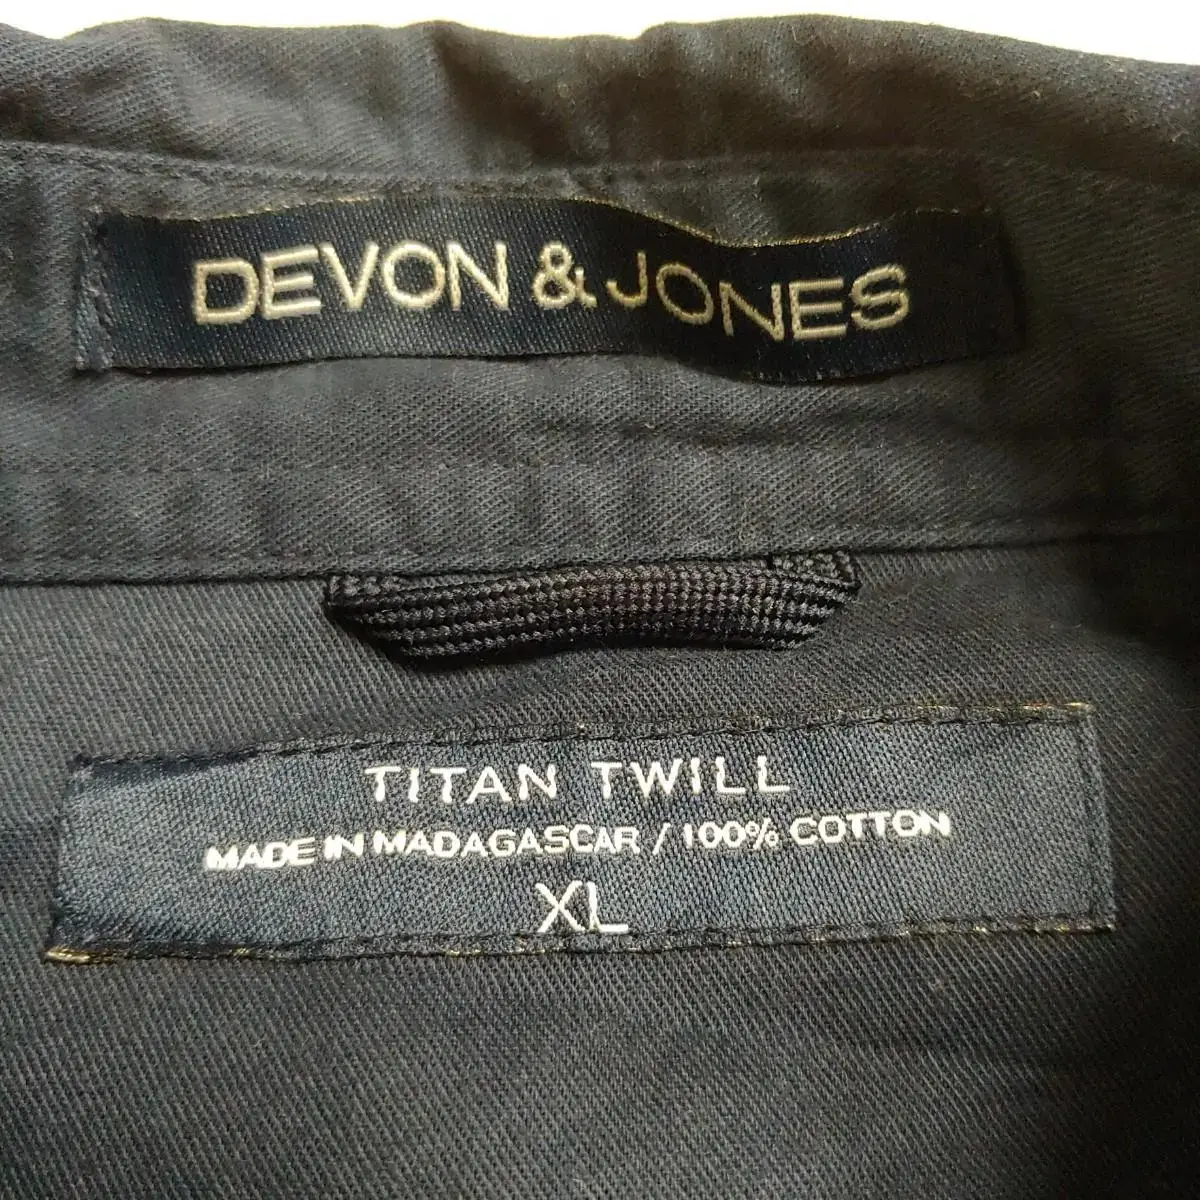 DEVON & JONES
TITAN TWILL
MADE IN MADAGASCAR / 100% COTTON
XL